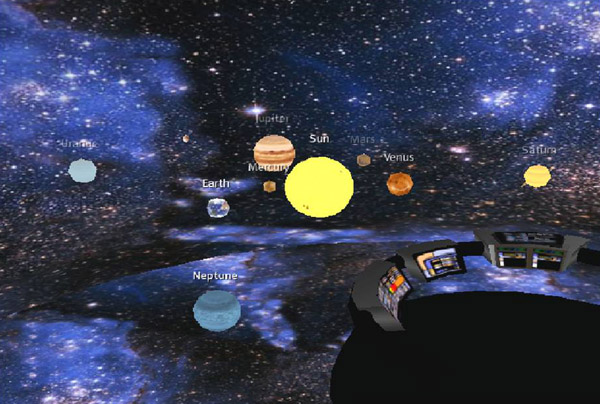 Jupiter
Sun
Mars
Uranus
Saturn
Venus
Mercury
Earth
Neptune